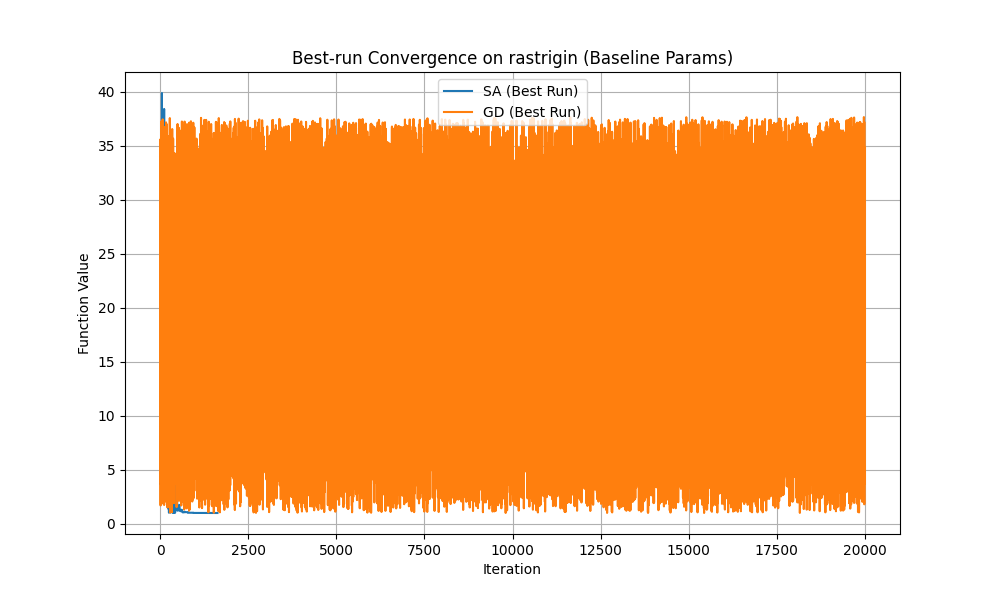 Best-run Convergence on rastrigin (Baseline Params)
SA (Best Run)
GD (Best Run)
Function Value
40
35
30
25
20
15
10
5
0
0 2500 5000 7500 10000 12500 15000 17500 20000
Iteration